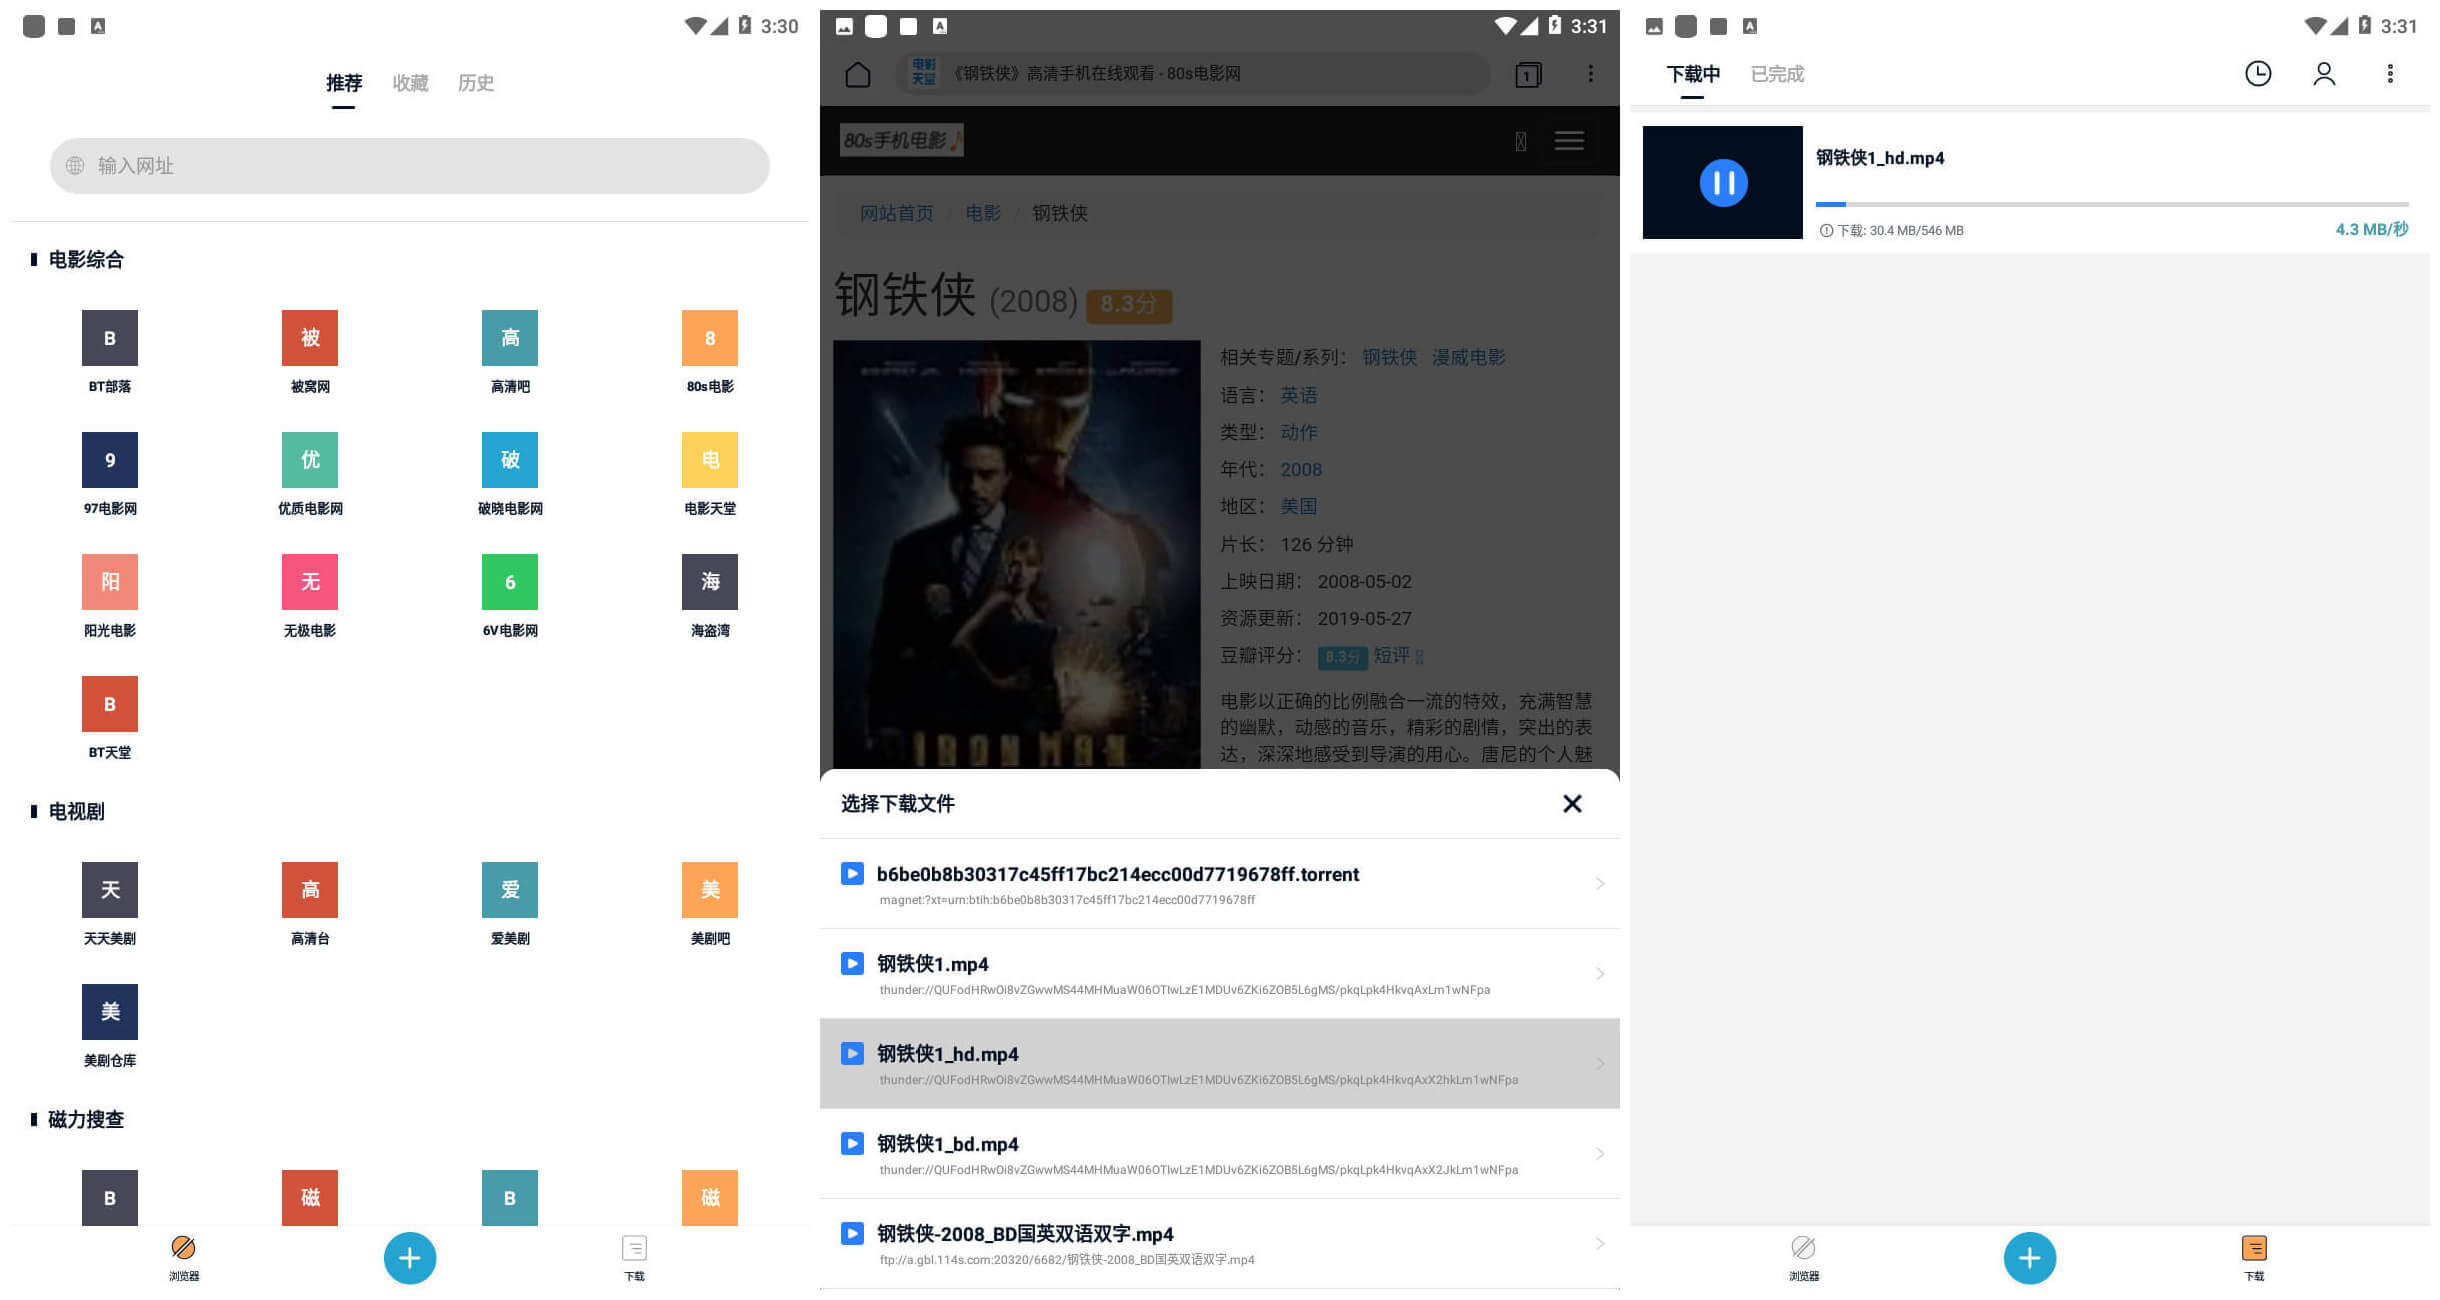 3:30
推荐 收藏 历史
输入网址
电影综合
B 被 高 8
BT部落 被窝网 高清吧 80s电影
9 优 破 电
97电影网 优质电影网 破晓电影网 电影天堂
阳 无 6 海
阳光电影 无极电影 6V电影网 海盗湾
B
BT天堂
电视剧
天 高 爱 美
天天美剧 高清台 爱美剧 美剧吧
美
美剧仓库
磁力搜查
B 磁 B 磁
浏览器 下载
3:31
电影天堂 《钢铁侠》高清手机在线观看 - 80s电影网 1
80s手机电影
网站首页 / 电影 / 钢铁侠
钢铁侠 (2008) 8.3分
相关专题/系列： 钢铁侠 漫威电影
语言： 英语
类型： 动作
年代： 2008
地区： 美国
片长： 126 分钟
上映日期： 2008-05-02
资源更新： 2019-05-27
豆瓣评分： 8.3分 短评
电影以正确的比例融合一流的特效，充满智慧
的幽默，动感的音乐，精彩的剧情，突出的表
达，深深地感受到导演的用心。唐尼的个人魅
IRON MAN
选择下载文件
b6be0b8b30317c45ff17bc214ecc00d7719678ff.torrent
magnet:?xt=urn:btih:b6be0b8b30317c45ff17bc214ecc00d7719678ff
钢铁侠1.mp4
thunder://QUFodHRwOi8vZGwwMS44MHMuaW06OTIwLzE1MDUv6ZKi6ZOB5L6gMS/pkqLpk4HkvqAxLm1wNFpa
钢铁侠1_hd.mp4
thunder://QUFodHRwOi8vZGwwMS44MHMuaW06OTIwLzE1MDUv6ZKi6ZOB5L6gMS/pkqLpk4HkvqAxX2hkLm1wNFpa
钢铁侠1_bd.mp4
thunder://QUFodHRwOi8vZGwwMS44MHMuaW06OTIwLzE1MDUv6ZKi6ZOB5L6gMS/pkqLpk4HkvqAxX2JkLm1wNFpa
钢铁侠-2008_BD国英双语双字.mp4
ftp://a.gbl.114s.com:20320/6682/钢铁侠-2008_BD国英双语双字.mp4
3:31
下载中 已完成
钢铁侠1_hd.mp4
下载: 30.4 MB/546 MB 4.3 MB/秒
浏览器 下载